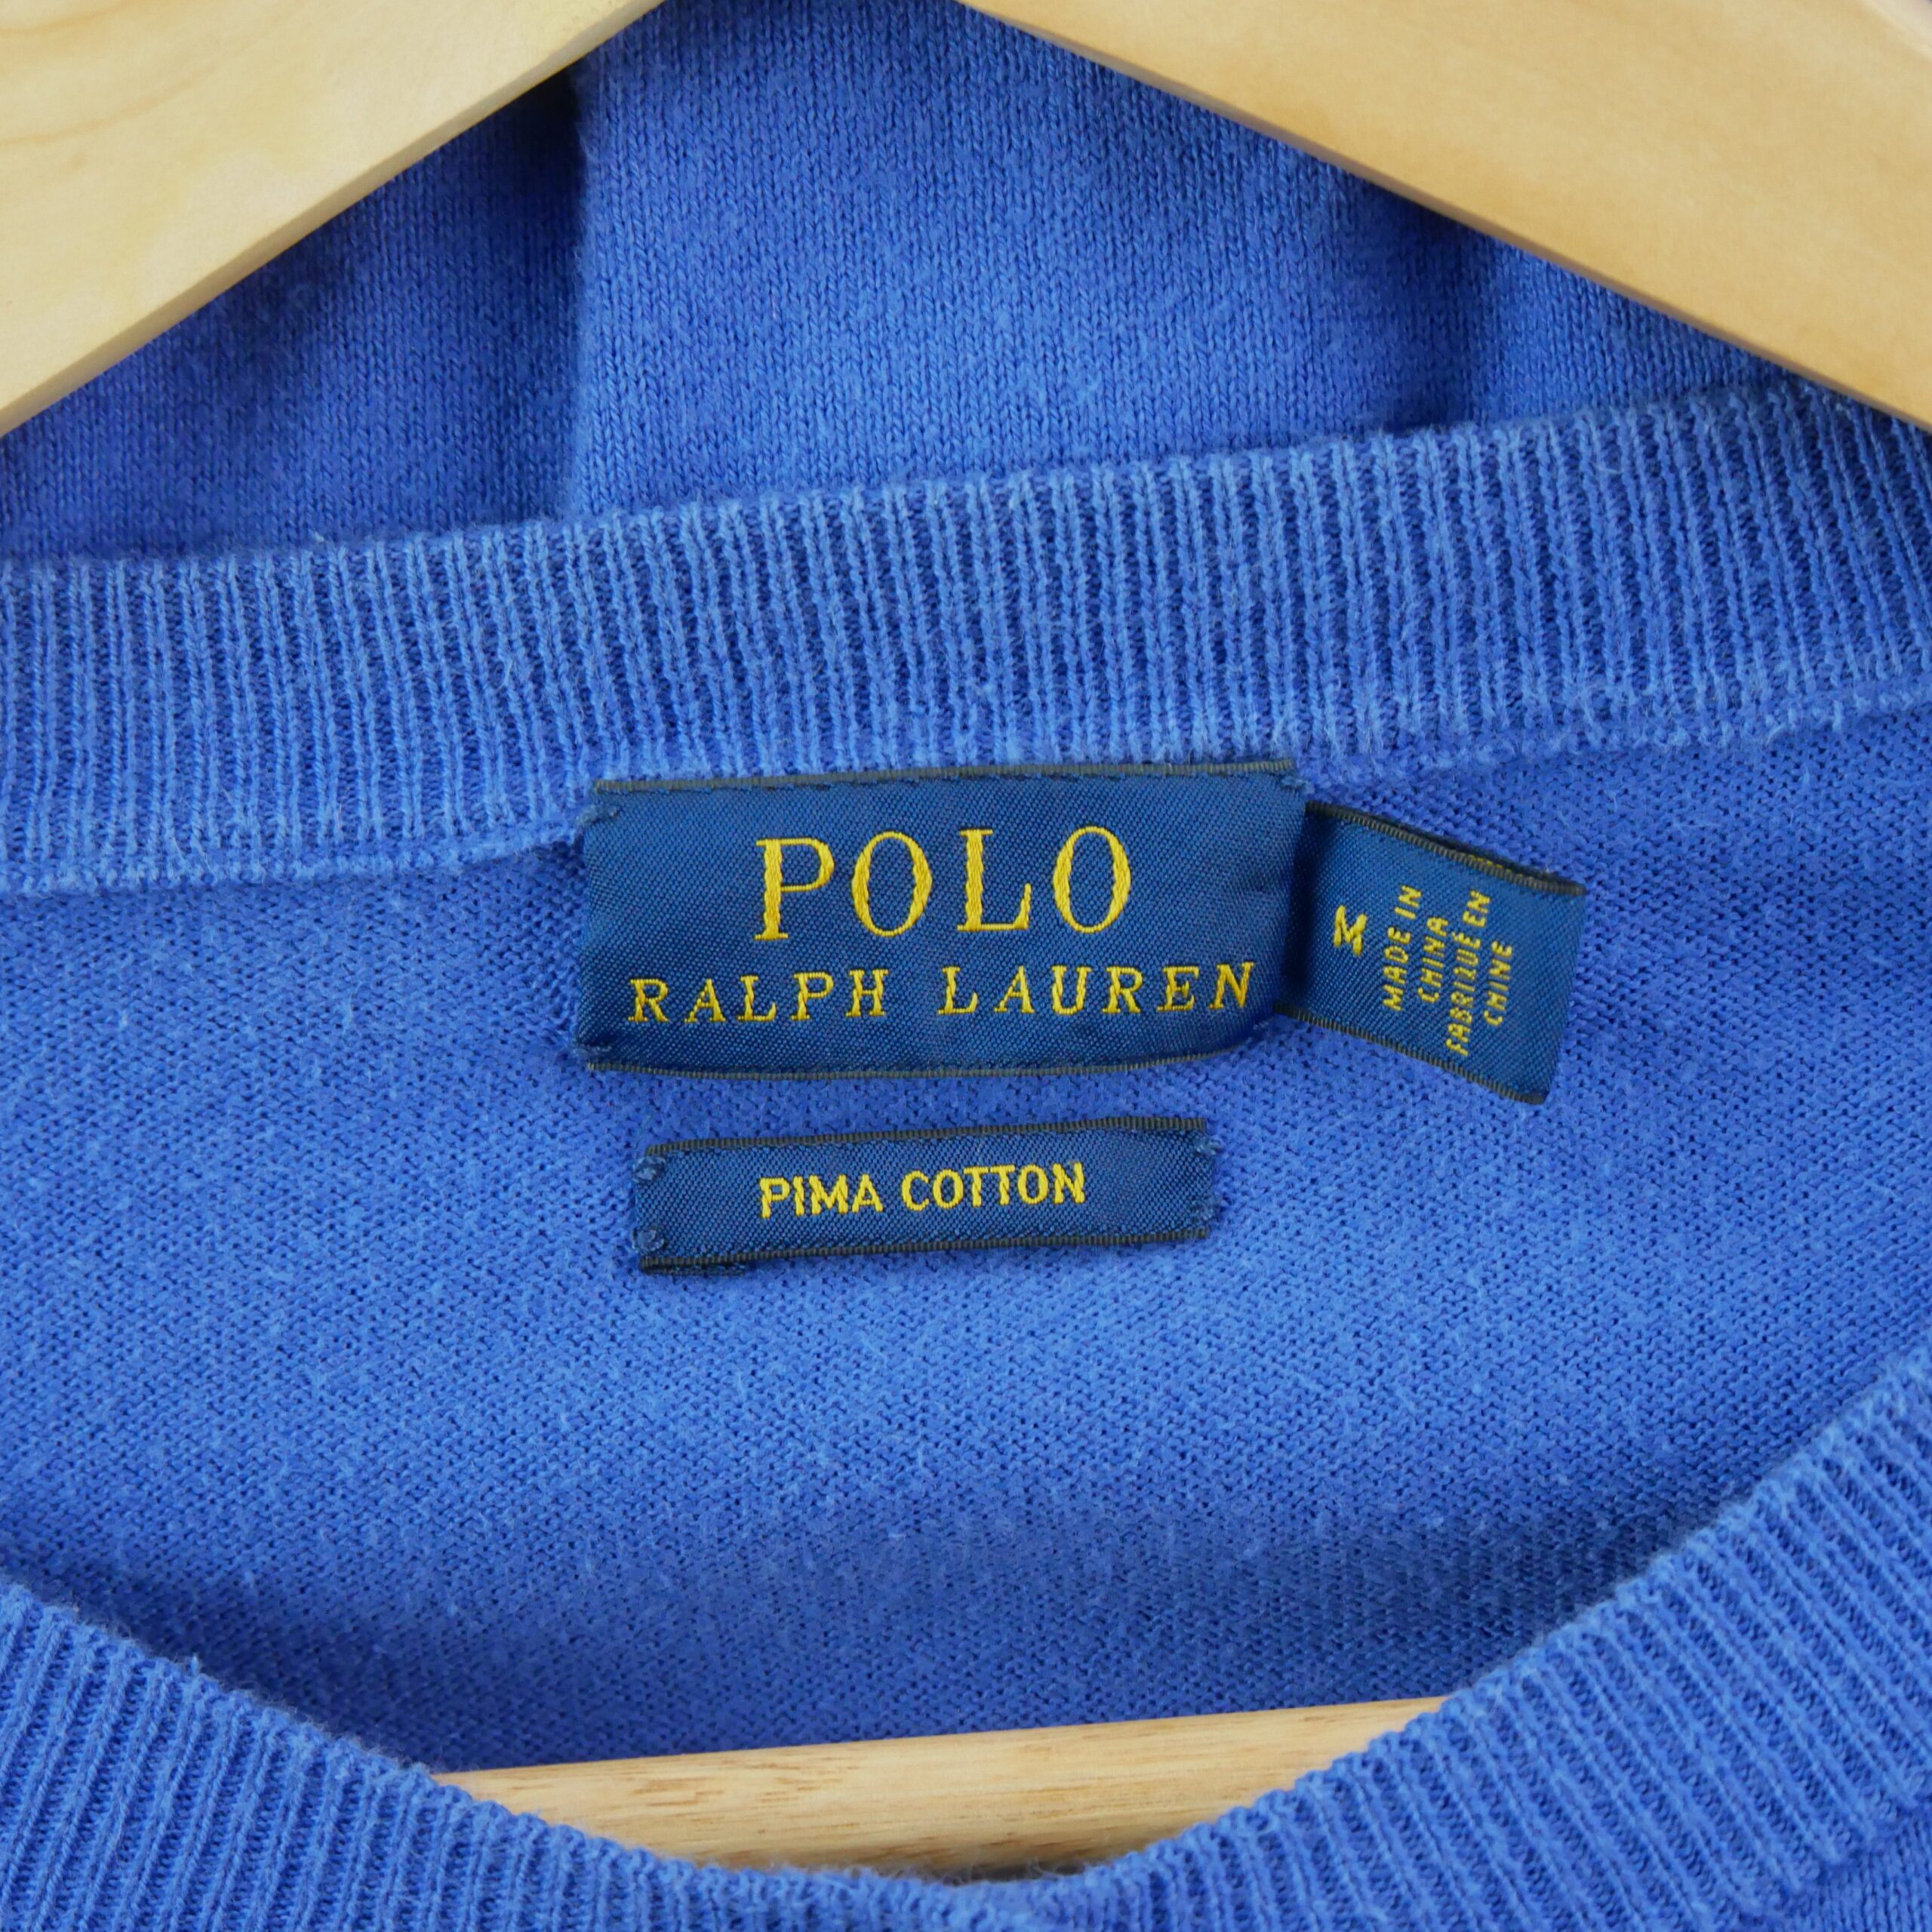 POLO
RALPH LAUREN
M
MADE IN
CHINA
FABRIQUÉ EN
CHINE
PIMA COTTON